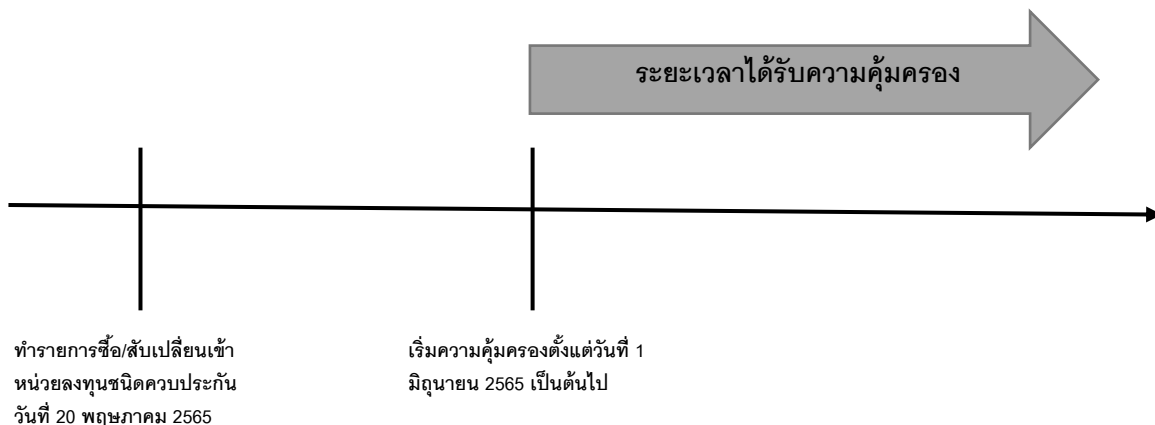 ระยะเวลาได้รับความคุ้มครอง
ทำรายการซื้อ/สับเปลี่ยนเข้า
หน่วยลงทุนชนิดควบประกัน
วันที่ 20 พฤษภาคม 2565
เริ่มความคุ้มครองตั้งแต่วันที่ 1
มิถุนายน 2565 เป็นต้นไป